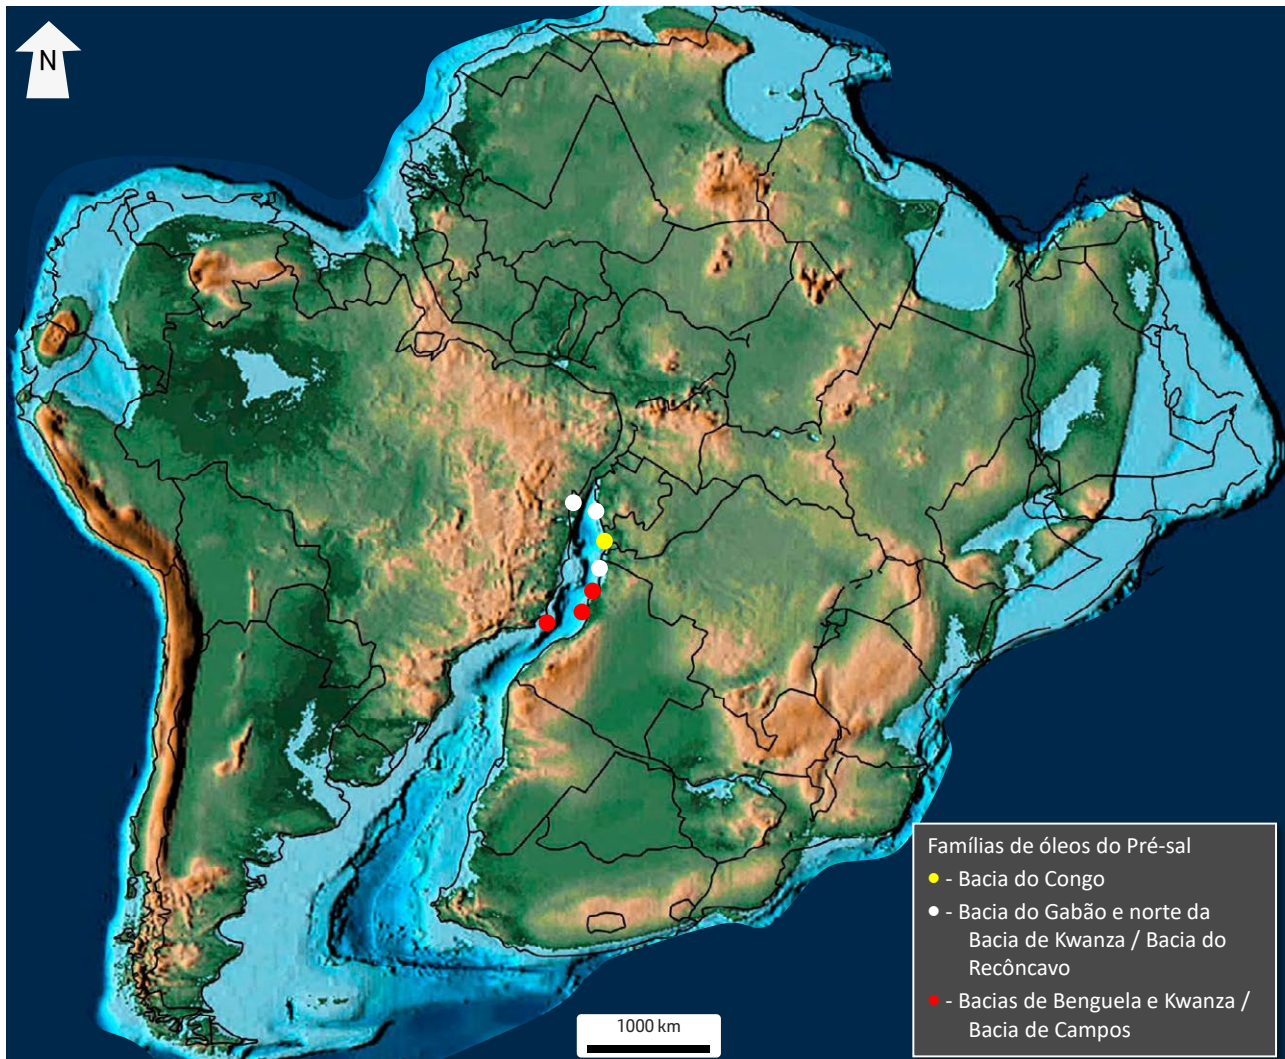 N
Famílias de óleos do Pré-sal
- Bacia do Congo
- Bacia do Gabão e norte da
Bacia de Kwanza / Bacia do
Recôncavo
- Bacias de Benguela e Kwanza /
Bacia de Campos
1000 km